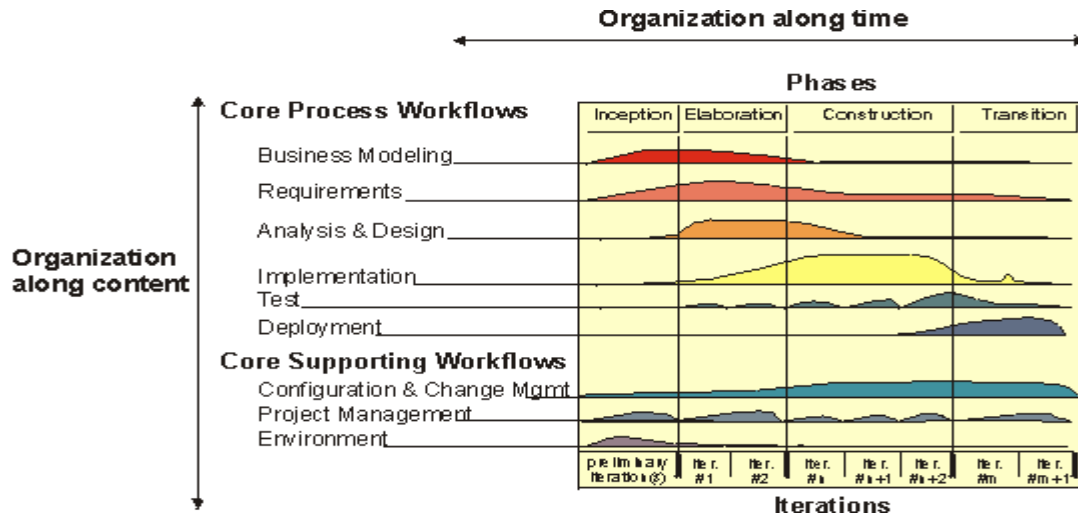 Organization along time
Phases
Core Process Workflows
Inception Elaboration Construction Transition
Business Modeling
Requirements
Analysis & Design
Organization
along content
Implementation
Test
Deployment
Core Supporting Workflows
Configuration & Change Mgmt
Project Management
Environment
preliminary
iteration(s)
Iter.
#1
Iter.
#2
Iter.
#n
Iter.
#n+1
Iter.
#n+2
Iter.
#m
Iter.
#m+1
Iterations